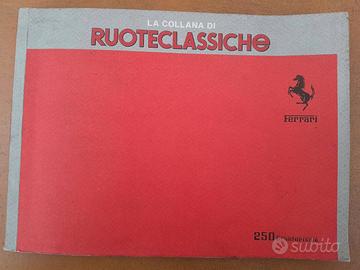 LA COLLANA DI
RUOTECLASSICHE
Ferrari
250
subito